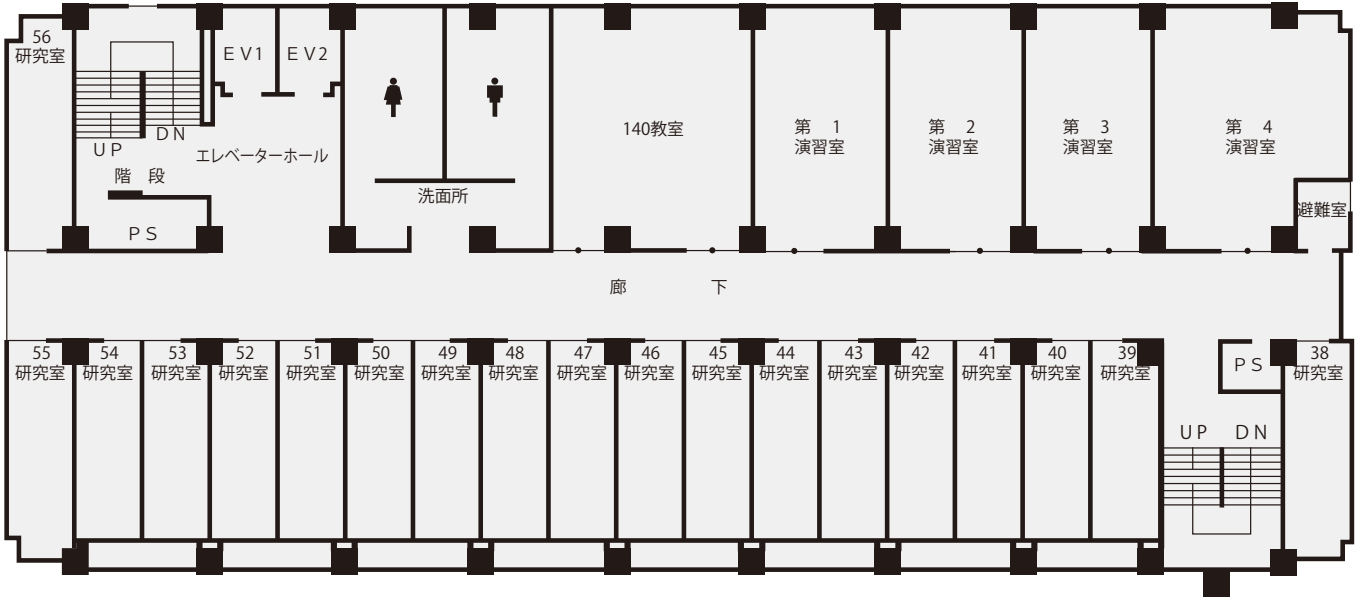 56
研究室
EV1
EV2
UP
DN
階 段
エレベーターホール
PS
洗面所
140教室
第 1
演習室
第 2
演習室
第 3
演習室
第 4
演習室
避難室
廊 下
55
研究室
54
研究室
53
研究室
52
研究室
51
研究室
50
研究室
49
研究室
48
研究室
47
研究室
46
研究室
45
研究室
44
研究室
43
研究室
42
研究室
41
研究室
40
研究室
39
研究室
PS
38
研究室
UP
DN